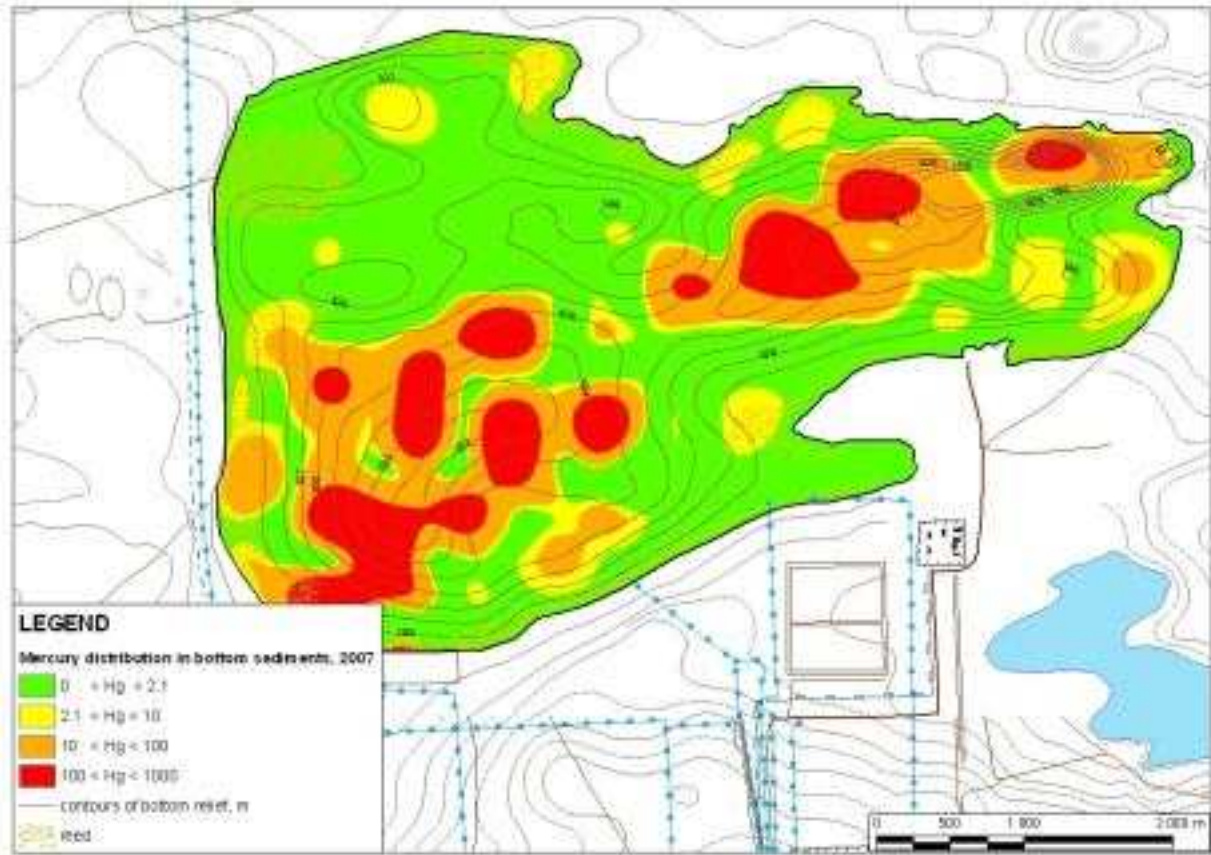 LEGEND
Mercury distribution in bottom sediments, 2007
0 < Hg < 2.1
2.1 < Hg < 10
10 < Hg < 100
100 < Hg < 1000
contours of bottom relief, m
reed
0 500 1 000 2 000 m